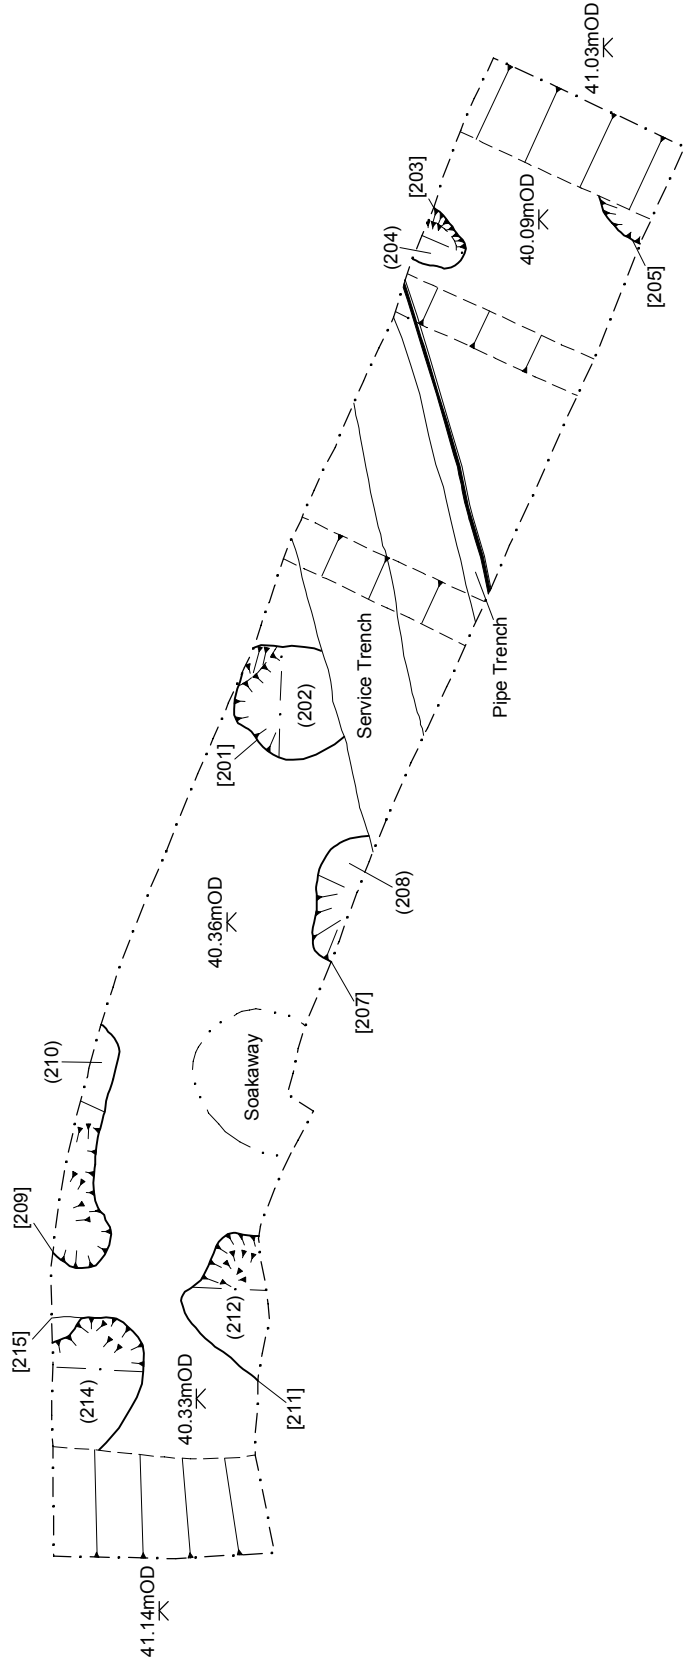 41.03mOD
[203]
(204)
40.09mOD
[205]
Service Trench
Pipe Trench
(202)
[201]
(208)
40.36mOD
[207]
(210)
Soakaway
[209]
(212)
[215]
(214)
40.33mOD
[211]
41.14mOD